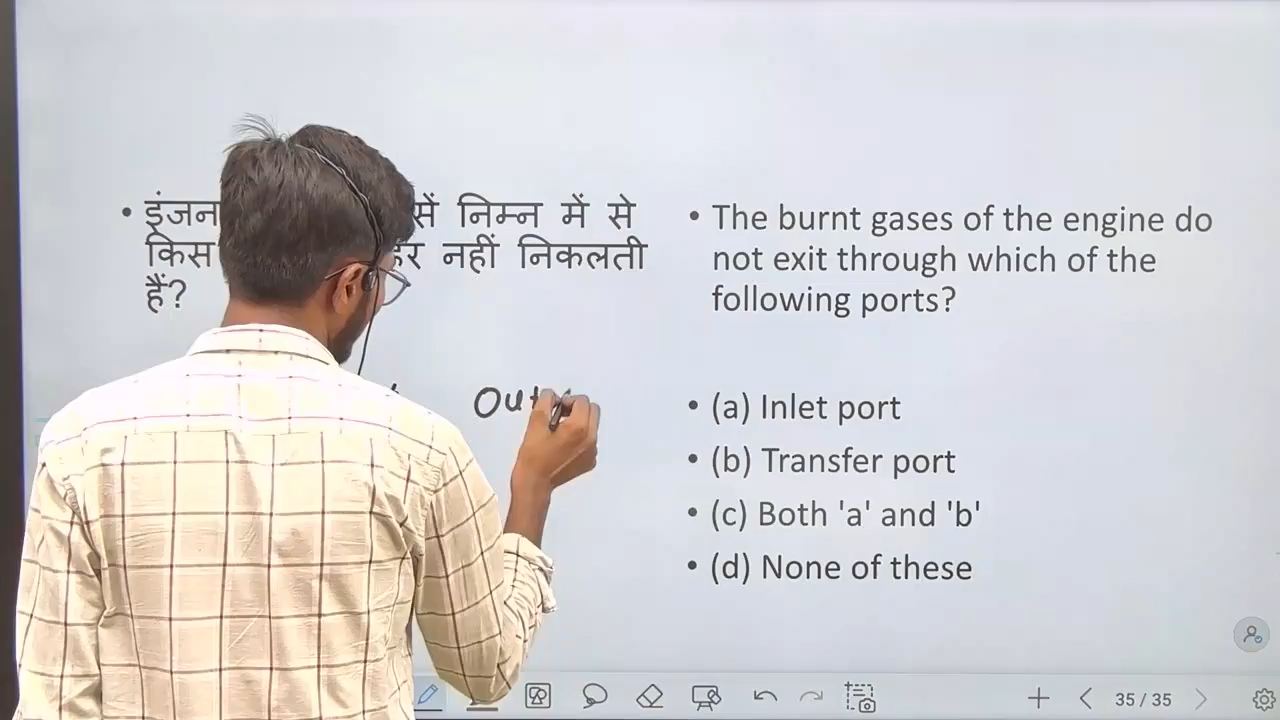 • इंजन निम्न में से
किस नहीं निकलती
हैं?
Out
• The burnt gases of the engine do
not exit through which of the
following ports?
• (a) Inlet port
• (b) Transfer port
• (c) Both 'a' and 'b'
• (d) None of these
35 / 35